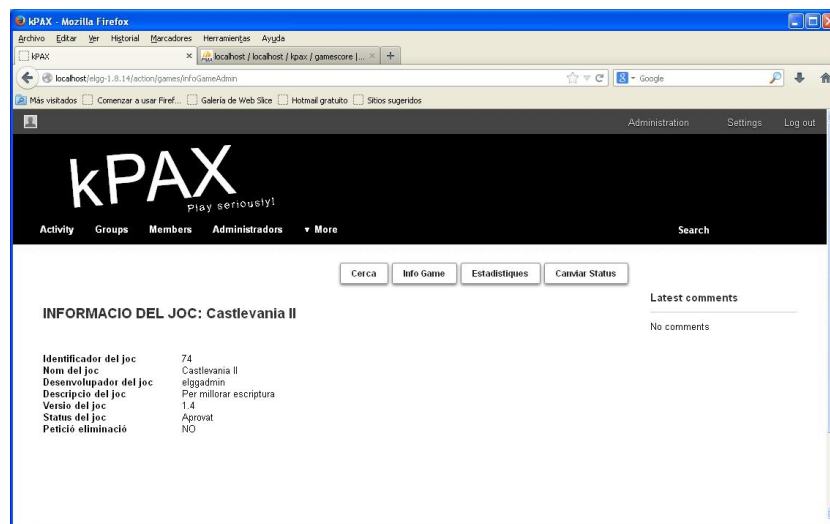 kPAX - Mozilla Firefox
Archivo Editar Ver Historial Marcadores Herramientas Ayuda
kPAX
localhost / localhost / kpax / gamescore |...
localhost/elgg-1.8.14/action/games/infoGameAdmin
Google
Más visitados Comenzar a usar Firef... Galería de Web Slice Hotmail gratuito Sitios sugeridos
Administration Settings Log out
kPAX
Play seriously!
Activity Groups Members Administradors ▼ More Search
Cerca Info Game Estadistiques Canviar Status
Latest comments
INFORMACIO DEL JOC: Castlevania II
No comments
Identificador del joc 74
Nom del joc Castlevania II
Desenvolupador del joc elggadmin
Descripcio del joc Per millorar escriptura
Versio del joc 1.4
Status del joc Aprovat
Petició eliminació NO